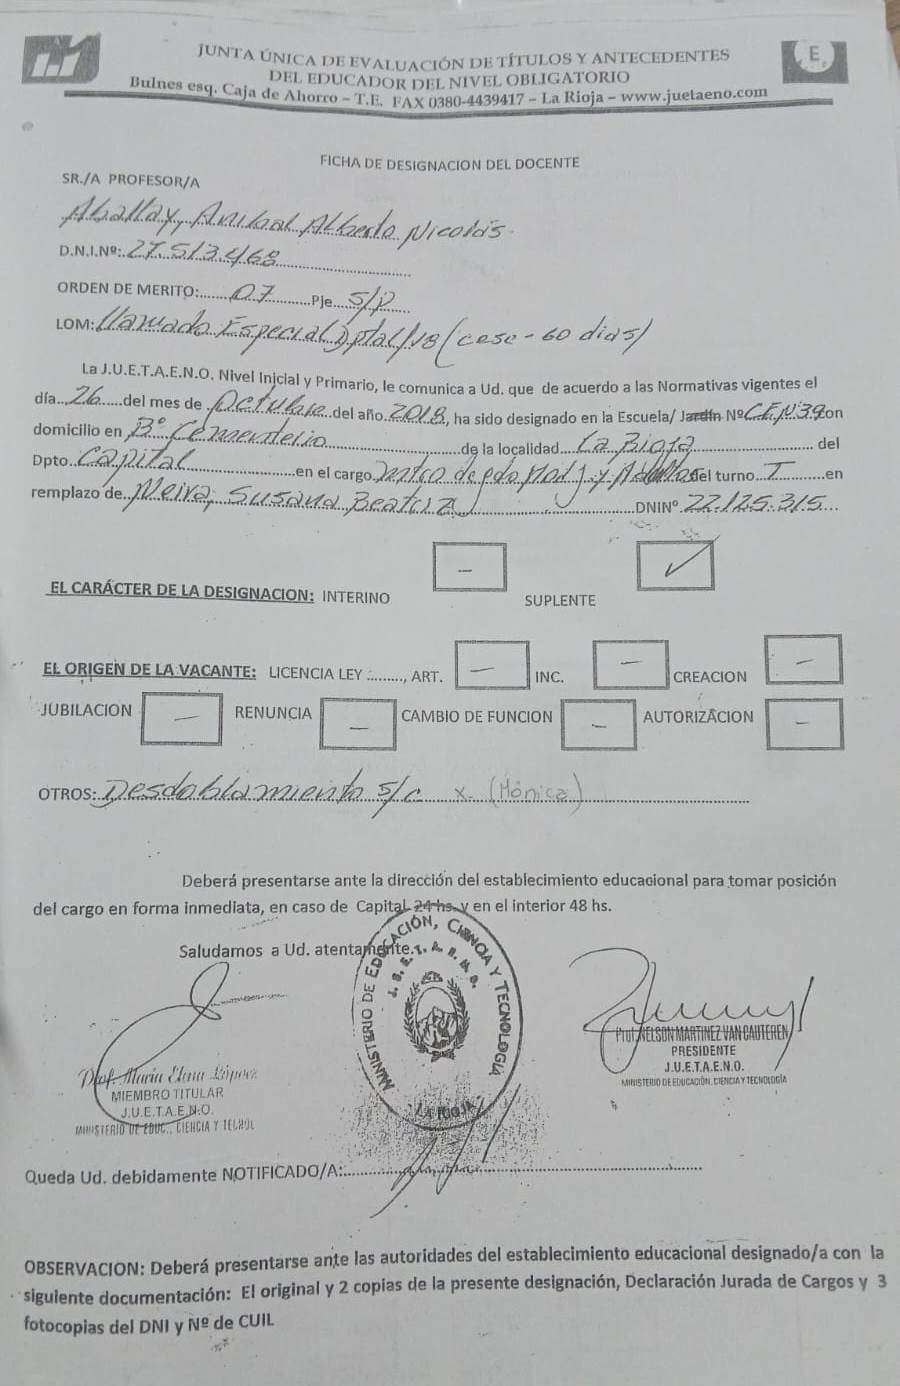 JUNTA ÚNICA DE EVALUACIÓN DE TÍTULOS Y ANTECEDENTES
DEL EDUCADOR DEL NIVEL OBLIGATORIO
Bulnes esq. Caja de Ahorro - T.E. FAX 0380-4439417 - La Rioja - www.juetaeno.com
E
FICHA DE DESIGNACION DEL DOCENTE
SR./A PROFESOR/A
Aballay, Anibal Alberto Nicolás
D.N.I.Nº: 27.513.468
ORDEN DE MERITO: 07 Pje S/P
LOM: Llamado Especial Dptal/18 (cese - 60 dias)
La J.U.E.T.A.E.N.O. Nivel Inicial y Primario, le comunica a Ud. que de acuerdo a las Normativas vigentes el
día 26 del mes de Octubre del año 2018, ha sido designado en la Escuela/ Jardín Nº C.E.Nº 39 con
domicilio en Bº Cementerio de la localidad La Rioja del
Dpto. Capital en el cargo Mtro de J. y Adultos del turno T en
remplazo de Neira, Susana Beatriz DNINº 22.125.315
EL CARÁCTER DE LA DESIGNACION: INTERINO - SUPLENTE ✓
EL ORIGEN DE LA VACANTE: LICENCIA LEY ........, ART. - INC. - CREACION -
JUBILACION - RENUNCIA - CAMBIO DE FUNCION - AUTORIZACION -
OTROS: Desdoblamiento S/C x (Mónica)
Deberá presentarse ante la dirección del establecimiento educacional para tomar posición
del cargo en forma inmediata, en caso de Capital 24 hs. y en el interior 48 hs.
Saludamos a Ud. atentamente.
MINISTERIO DE EDUCACIÓN, CIENCIA Y TECNOLOGÍA
LA RIOJA
Prof. María Elena López
MIEMBRO TITULAR
J.U.E.T.A.E.N.O.
MINISTERIO DE EDUC., CIENCIA Y TECNOL
Prof. NELSON MARTINEZ VAN CAUTEREN
PRESIDENTE
J.U.E.T.A.E.N.O.
MINISTERIO DE EDUCACIÓN, CIENCIA Y TECNOLOGÍA
Queda Ud. debidamente NOTIFICADO/A:
OBSERVACION: Deberá presentarse ante las autoridades del establecimiento educacional designado/a con la
siguiente documentación: El original y 2 copias de la presente designación, Declaración Jurada de Cargos y 3
fotocopias del DNI y Nº de CUIL